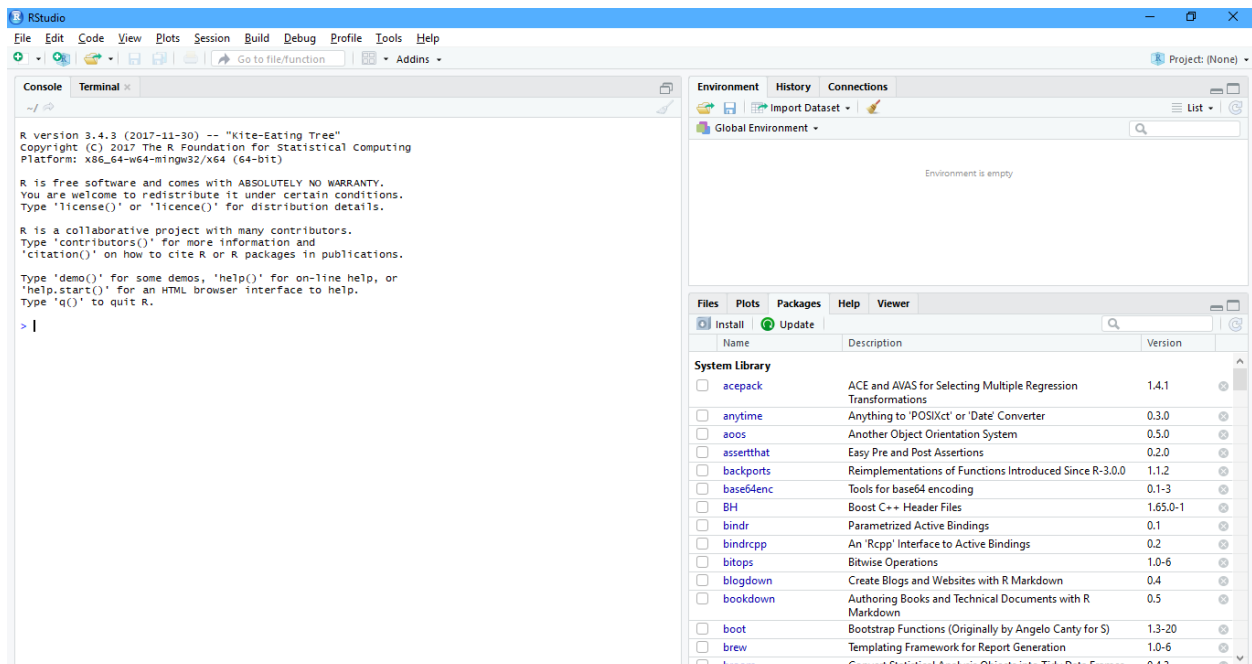 RStudio
File Edit Code View Plots Session Build Debug Profile Tools Help
Go to file/function Addins Project: (None)
Console Terminal
~/
R version 3.4.3 (2017-11-30) -- "Kite-Eating Tree"
Copyright (C) 2017 The R Foundation for Statistical Computing
Platform: x86_64-w64-mingw32/x64 (64-bit)
R is free software and comes with ABSOLUTELY NO WARRANTY.
You are welcome to redistribute it under certain conditions.
Type 'license()' or 'licence()' for distribution details.
R is a collaborative project with many contributors.
Type 'contributors()' for more information and
'citation()' on how to cite R or R packages in publications.
Type 'demo()' for some demos, 'help()' for on-line help, or
'help.start()' for an HTML browser interface to help.
Type 'q()' to quit R.
>
Environment History Connections
Import Dataset List
Global Environment
Environment is empty
Files Plots Packages Help Viewer
Install Update
Name Description Version
System Library
acepack ACE and AVAS for Selecting Multiple Regression 1.4.1
Transformations
anytime Anything to 'POSIXct' or 'Date' Converter 0.3.0
aoos Another Object Orientation System 0.5.0
assertthat Easy Pre and Post Assertions 0.2.0
backports Reimplementations of Functions Introduced Since R-3.0.0 1.1.2
base64enc Tools for base64 encoding 0.1-3
BH Boost C++ Header Files 1.65.0-1
bindr Parametrized Active Bindings 0.1
bindrcpp An 'Rcpp' Interface to Active Bindings 0.2
bitops Bitwise Operations 1.0-6
blogdown Create Blogs and Websites with R Markdown 0.4
bookdown Authoring Books and Technical Documents with R 0.5
Markdown
boot Bootstrap Functions (Originally by Angelo Canty for S) 1.3-20
brew Templating Framework for Report Generation 1.0-6